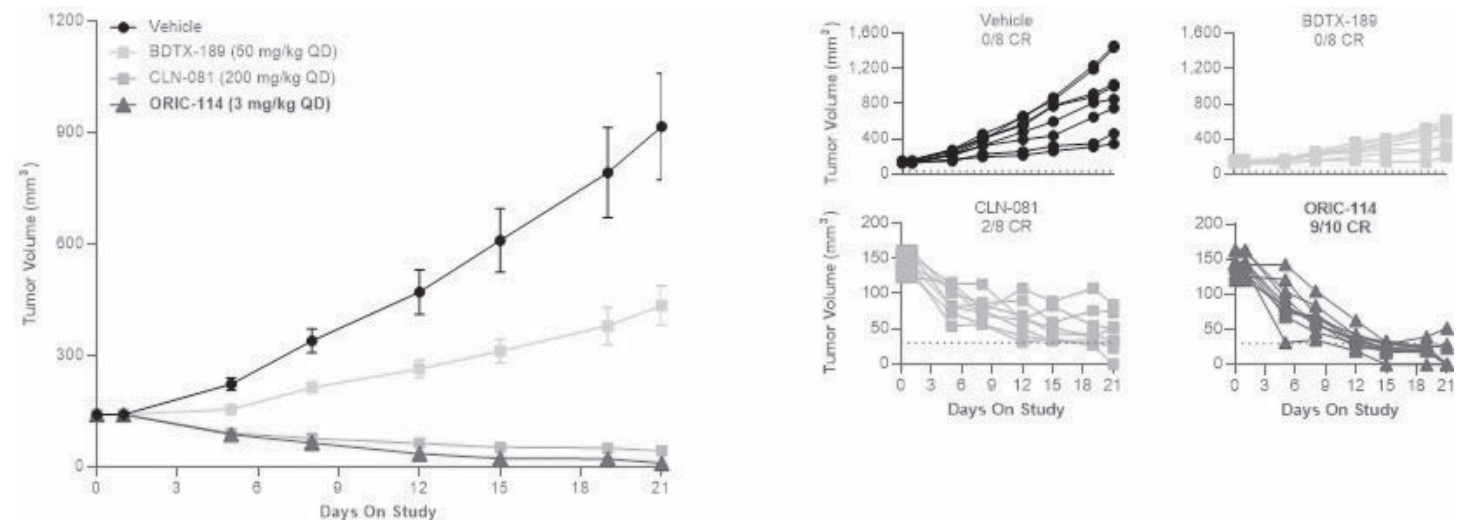 1200
900
600
300
0
Tumor Volume (mm³)
Vehicle
BDTX-189 (50 mg/kg QD)
CLN-081 (200 mg/kg QD)
ORIC-114 (3 mg/kg QD)
0 3 6 9 12 15 18 21
Days On Study
Vehicle
0/8 CR
1,600
1,200
800
400
0
Tumor Volume (mm³)
BDTX-189
0/8 CR
1,600
1,200
800
400
0
CLN-081
2/8 CR
200
150
100
50
0
Tumor Volume (mm³)
0 3 6 9 12 15 18 21
Days On Study
ORIC-114
9/10 CR
200
150
100
50
0
0 3 6 9 12 15 18 21
Days On Study